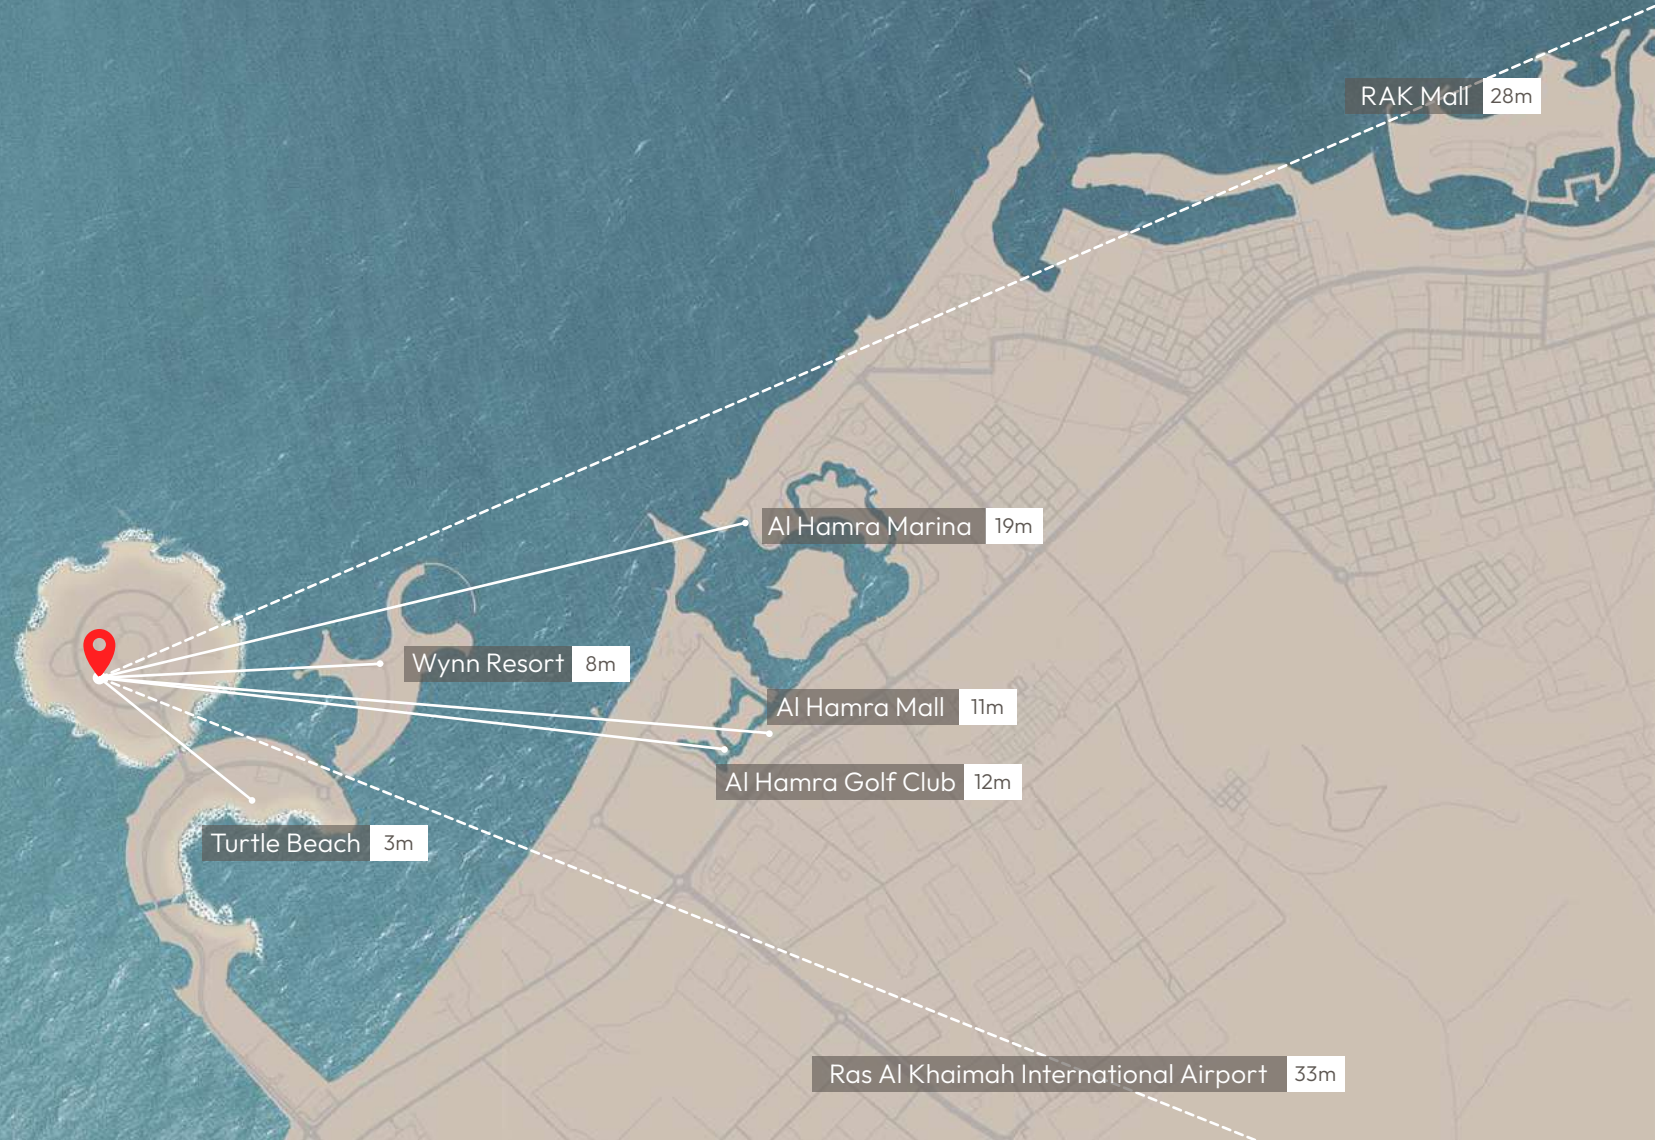 RAK Mall 28m
Al Hamra Marina 19m
Wynn Resort 8m
Al Hamra Mall 11m
Al Hamra Golf Club 12m
Turtle Beach 3m
Ras Al Khaimah International Airport 33m